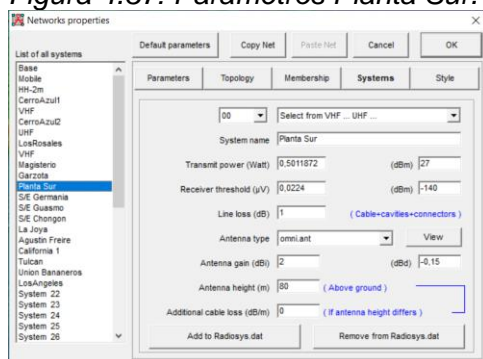 Figura 4.37. Parámetros Planta Sur.
Networks properties
List of all systems
Default parameters
Copy Net
Paste Net
Cancel
OK
Base
Mobile
HH-2m
CerroAzul1
VHF
CerroAzul2
UHF
LosRosales
VHF
Magisterio
Garzota
Planta Sur
S/E Germania
S/E Guasmo
S/E Chongon
La Joya
Agustin Freire
California 1
Tulcan
Union Bananeros
LosAngeles
System 22
System 23
System 24
System 25
System 26
Parameters
Topology
Membership
Systems
Style
00
Select from VHF ... UHF ...
System name Planta Sur
Transmit power (Watt) 0,5011872 (dBm) 27
Receiver threshold (µV) 0,0224 (dBm) -140
Line loss (dB) 1 ( Cable+cavities+connectors )
Antenna type omni.ant View
Antenna gain (dBi) 2 (dBd) -0,15
Antenna height (m) 80 ( Above ground )
Additional cable loss (dB/m) 0 ( If antenna height differs )
Add to Radiosys.dat
Remove from Radiosys.dat